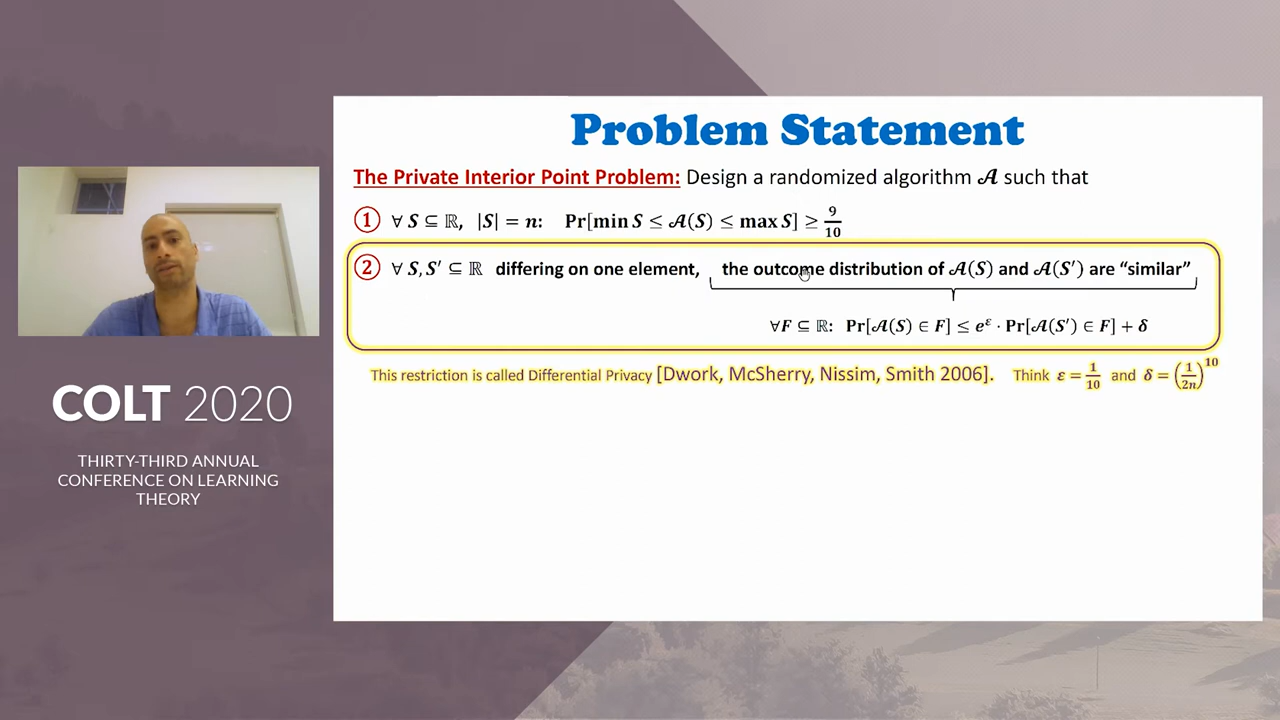 Problem Statement
The Private Interior Point Problem: Design a randomized algorithm 𝒜 such that
① ∀ S ⊆ ℝ, |S| = n: Pr[min S ≤ 𝒜(S) ≤ max S] ≥ 9/10
② ∀ S, S′ ⊆ ℝ differing on one element, the outcome distribution of 𝒜(S) and 𝒜(S′) are “similar”
∀F ⊆ ℝ: Pr[𝒜(S) ∈ F] ≤ e^ε · Pr[𝒜(S′) ∈ F] + δ
This restriction is called Differential Privacy [Dwork, McSherry, Nissim, Smith 2006]. Think ε = 1/10 and δ = (1/2n)^10
COLT 2020
THIRTY-THIRD ANNUAL
CONFERENCE ON LEARNING
THEORY